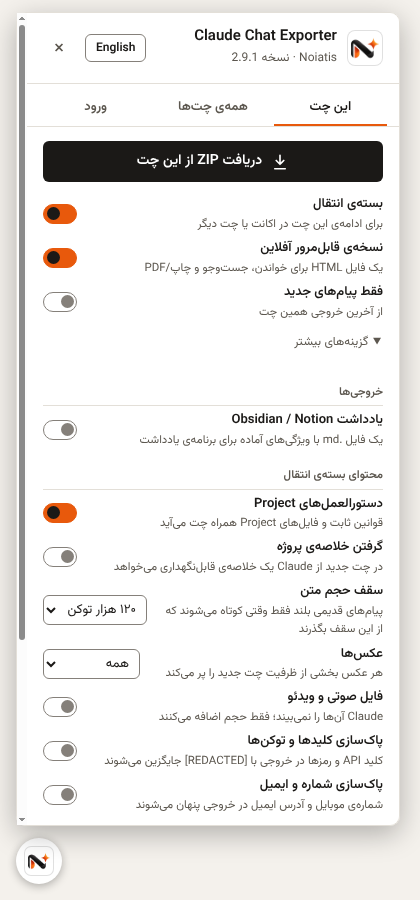 Claude Chat Exporter
Noiatis · نسخه 2.9.1
English
×
این چت
همه‌ی چت‌ها
ورود
دریافت ZIP از این چت
بسته‌ی انتقال
برای ادامه‌ی این چت در اکانت یا چت دیگر
نسخه‌ی قابل‌مرور آفلاین
یک فایل HTML برای خواندن، جست‌وجو و چاپ/PDF
فقط پیام‌های جدید
از آخرین خروجی همین چت
▼ گزینه‌های بیشتر
خروجی‌ها
یادداشت Obsidian / Notion
یک فایل .md با ویژگی‌های آماده برای برنامه‌ی یادداشت
محتوای بسته‌ی انتقال
دستورالعمل‌های Project
قوانین ثابت و فایل‌های Project همراه چت می‌آید
گرفتن خلاصه‌ی پروژه
در چت جدید از Claude یک خلاصه‌ی قابل‌نگهداری می‌خواهد
سقف حجم متن
پیام‌های قدیمی بلند فقط وقتی کوتاه می‌شوند که
از این سقف بگذرند
۱۲۰ هزار توکن
عکس‌ها
هر عکس بخشی از ظرفیت چت جدید را پر می‌کند
همه
فایل صوتی و ویدئو
Claude آن‌ها را نمی‌بیند؛ فقط حجم اضافه می‌کنند
پاک‌سازی کلیدها و توکن‌ها
کلید API و رمزها در خروجی با [REDACTED] جایگزین می‌شوند
پاک‌سازی شماره و ایمیل
شماره‌ی موبایل و آدرس ایمیل در خروجی پنهان می‌شوند